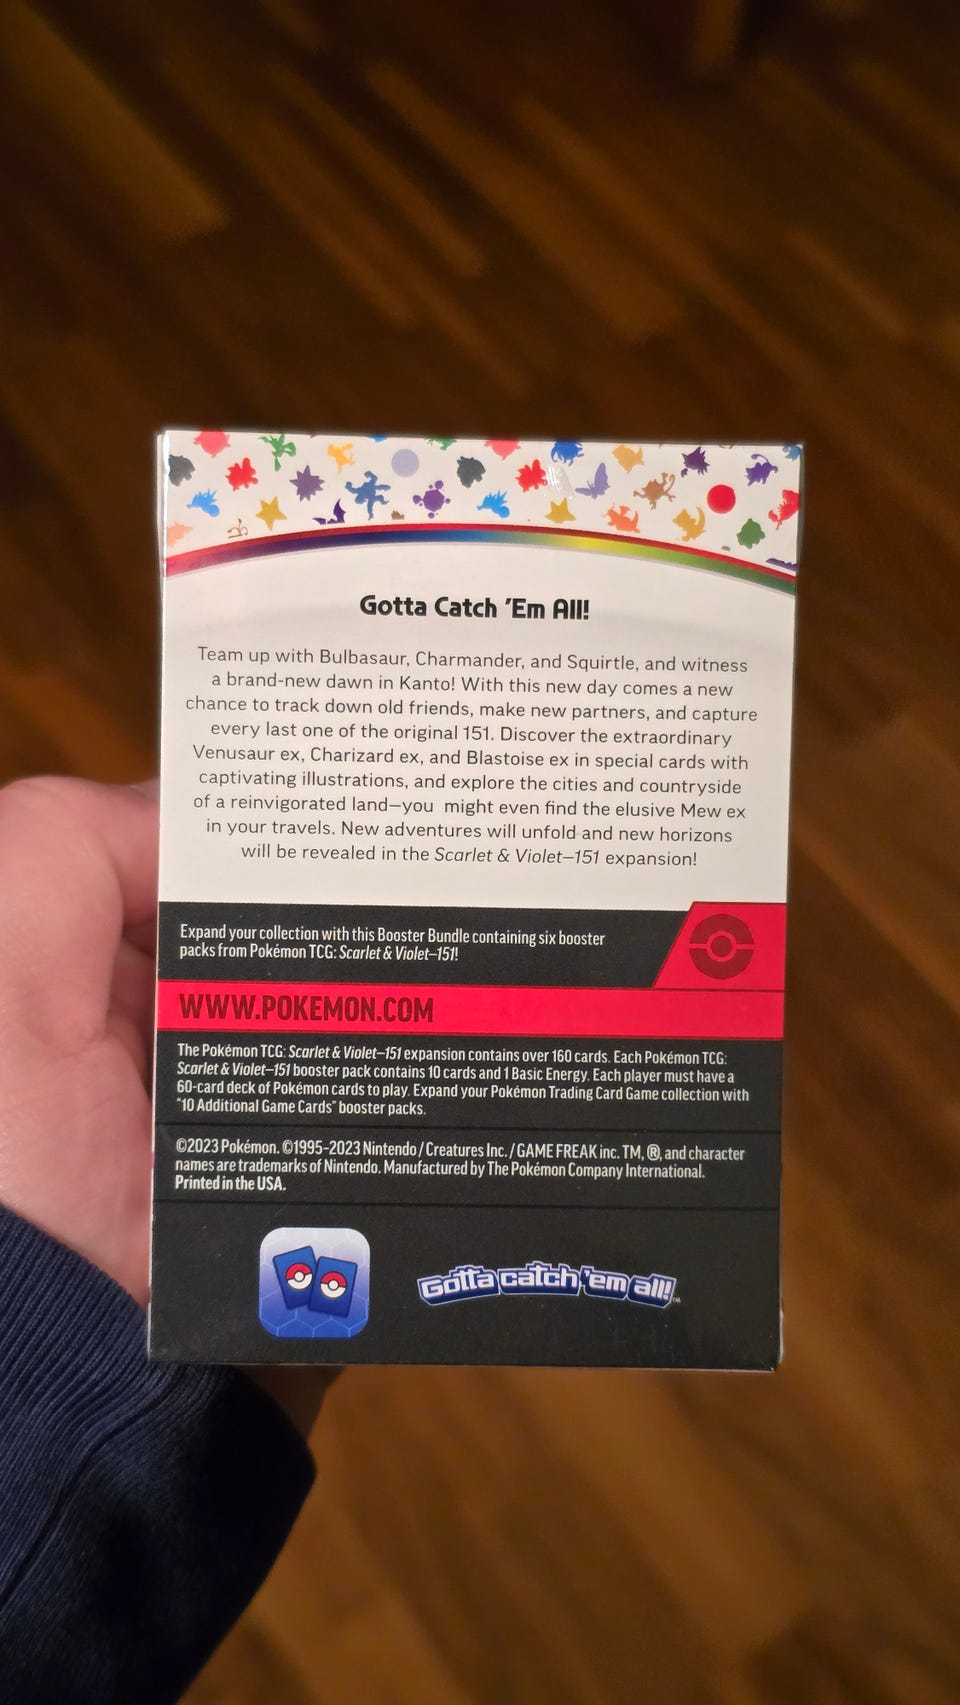 Gotta Catch 'Em All!
Team up with Bulbasaur, Charmander, and Squirtle, and witness
a brand-new dawn in Kanto! With this new day comes a new
chance to track down old friends, make new partners, and capture
every last one of the original 151. Discover the extraordinary
Venusaur ex, Charizard ex, and Blastoise ex in special cards with
captivating illustrations, and explore the cities and countryside
of a reinvigorated land—you might even find the elusive Mew ex
in your travels. New adventures will unfold and new horizons
will be revealed in the Scarlet & Violet—151 expansion!
Expand your collection with this Booster Bundle containing six booster
packs from Pokémon TCG: Scarlet & Violet—151!
WWW.POKEMON.COM
The Pokémon TCG: Scarlet & Violet—151 expansion contains over 160 cards. Each Pokémon TCG:
Scarlet & Violet—151 booster pack contains 10 cards and 1 Basic Energy. Each player must have a
60-card deck of Pokémon cards to play. Expand your Pokémon Trading Card Game collection with
"10 Additional Game Cards" booster packs.
©2023 Pokémon. ©1995-2023 Nintendo / Creatures Inc. / GAME FREAK inc. TM, ®, and character
names are trademarks of Nintendo. Manufactured by The Pokémon Company International.
Printed in the USA.
Gotta catch 'em all!™